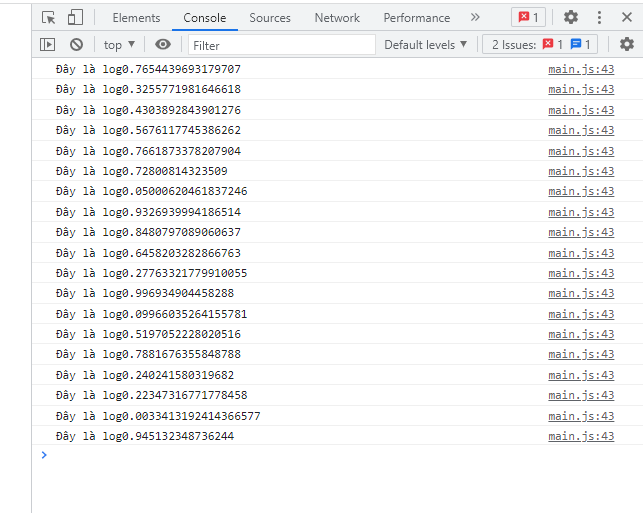 Elements Console Sources Network Performance » 1
top ▼ Filter Default levels ▼ 2 Issues: 1 1
Đây là log0.7654439693179707 main.js:43
Đây là log0.3255771981646618 main.js:43
Đây là log0.4303892843901276 main.js:43
Đây là log0.5676117745386262 main.js:43
Đây là log0.7661873378207904 main.js:43
Đây là log0.72800814323509 main.js:43
Đây là log0.05000620461837246 main.js:43
Đây là log0.9326939994186514 main.js:43
Đây là log0.8480797089060637 main.js:43
Đây là log0.6458203282866763 main.js:43
Đây là log0.27763321779910055 main.js:43
Đây là log0.996934904458288 main.js:43
Đây là log0.09966035264155781 main.js:43
Đây là log0.5197052228020516 main.js:43
Đây là log0.7881676355848788 main.js:43
Đây là log0.240241580319682 main.js:43
Đây là log0.22347316771778458 main.js:43
Đây là log0.0033413192414366577 main.js:43
Đây là log0.945132348736244 main.js:43